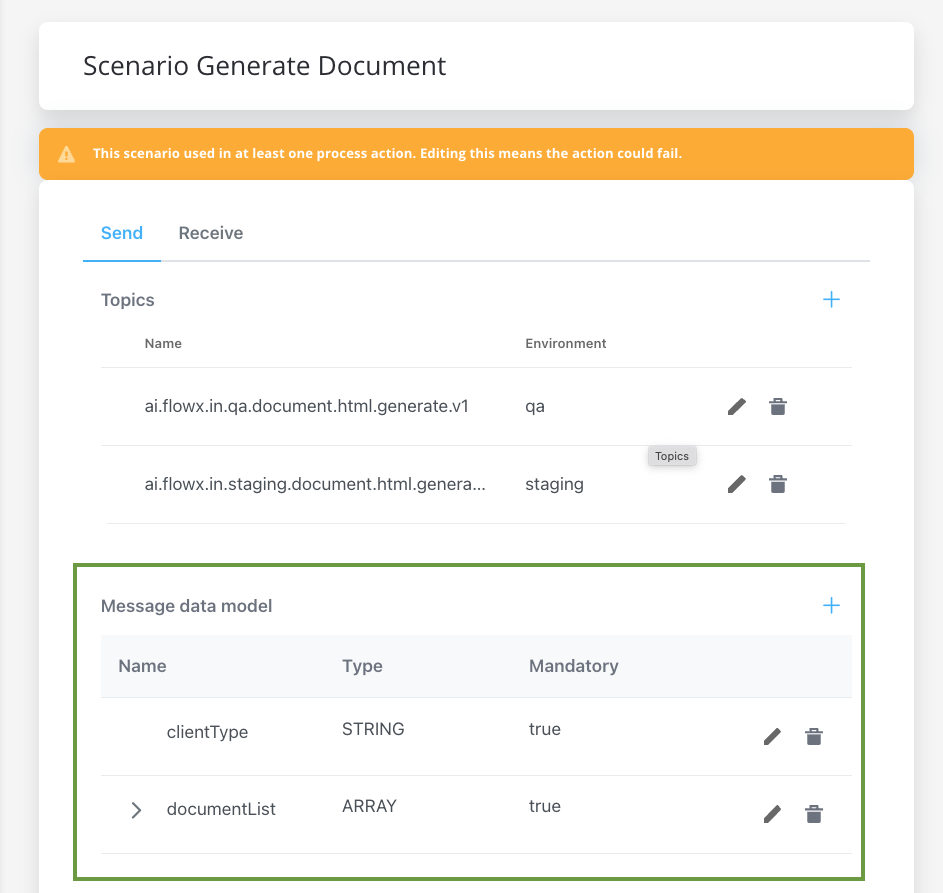 Scenario Generate Document
This scenario used in at least one process action. Editing this means the action could fail.
Send Receive
Topics
Name Environment
ai.flowx.in.qa.document.html.generate.v1 qa
Topics
ai.flowx.in.staging.document.html.genera... staging
Message data model
Name Type Mandatory
clientType STRING true
documentList ARRAY true